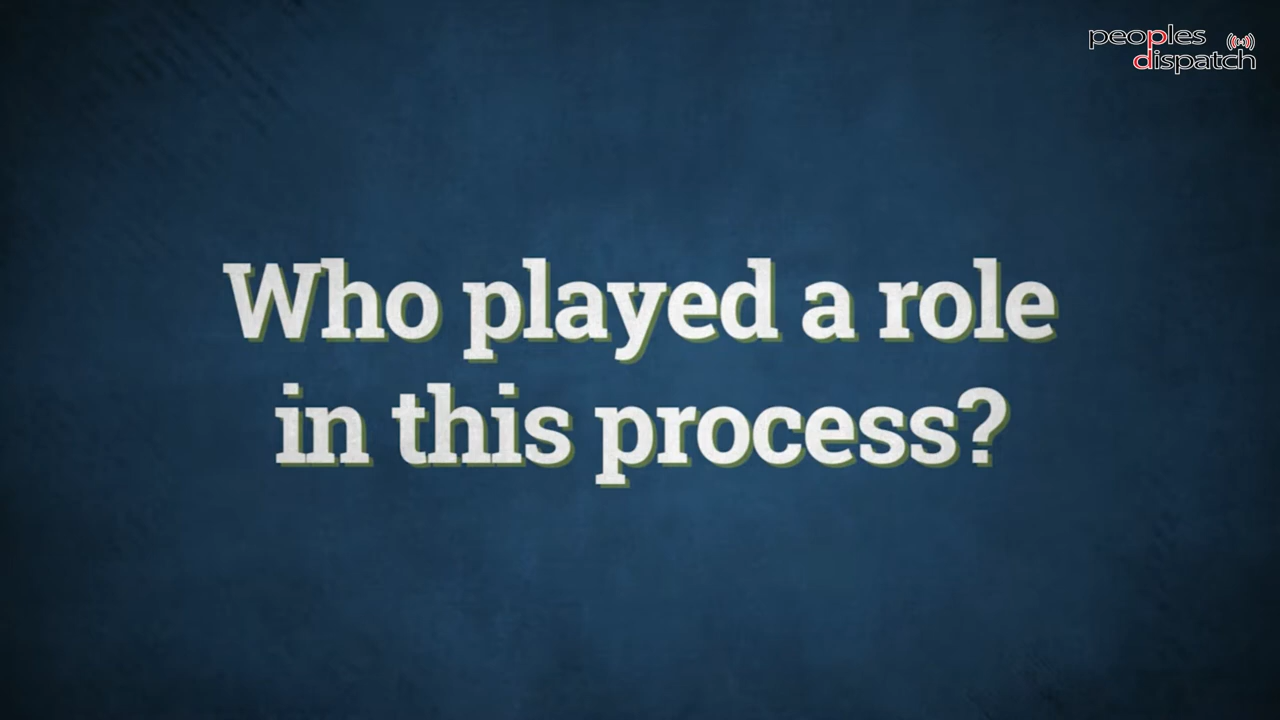 peoples
dispatch
Who played a role
in this process?